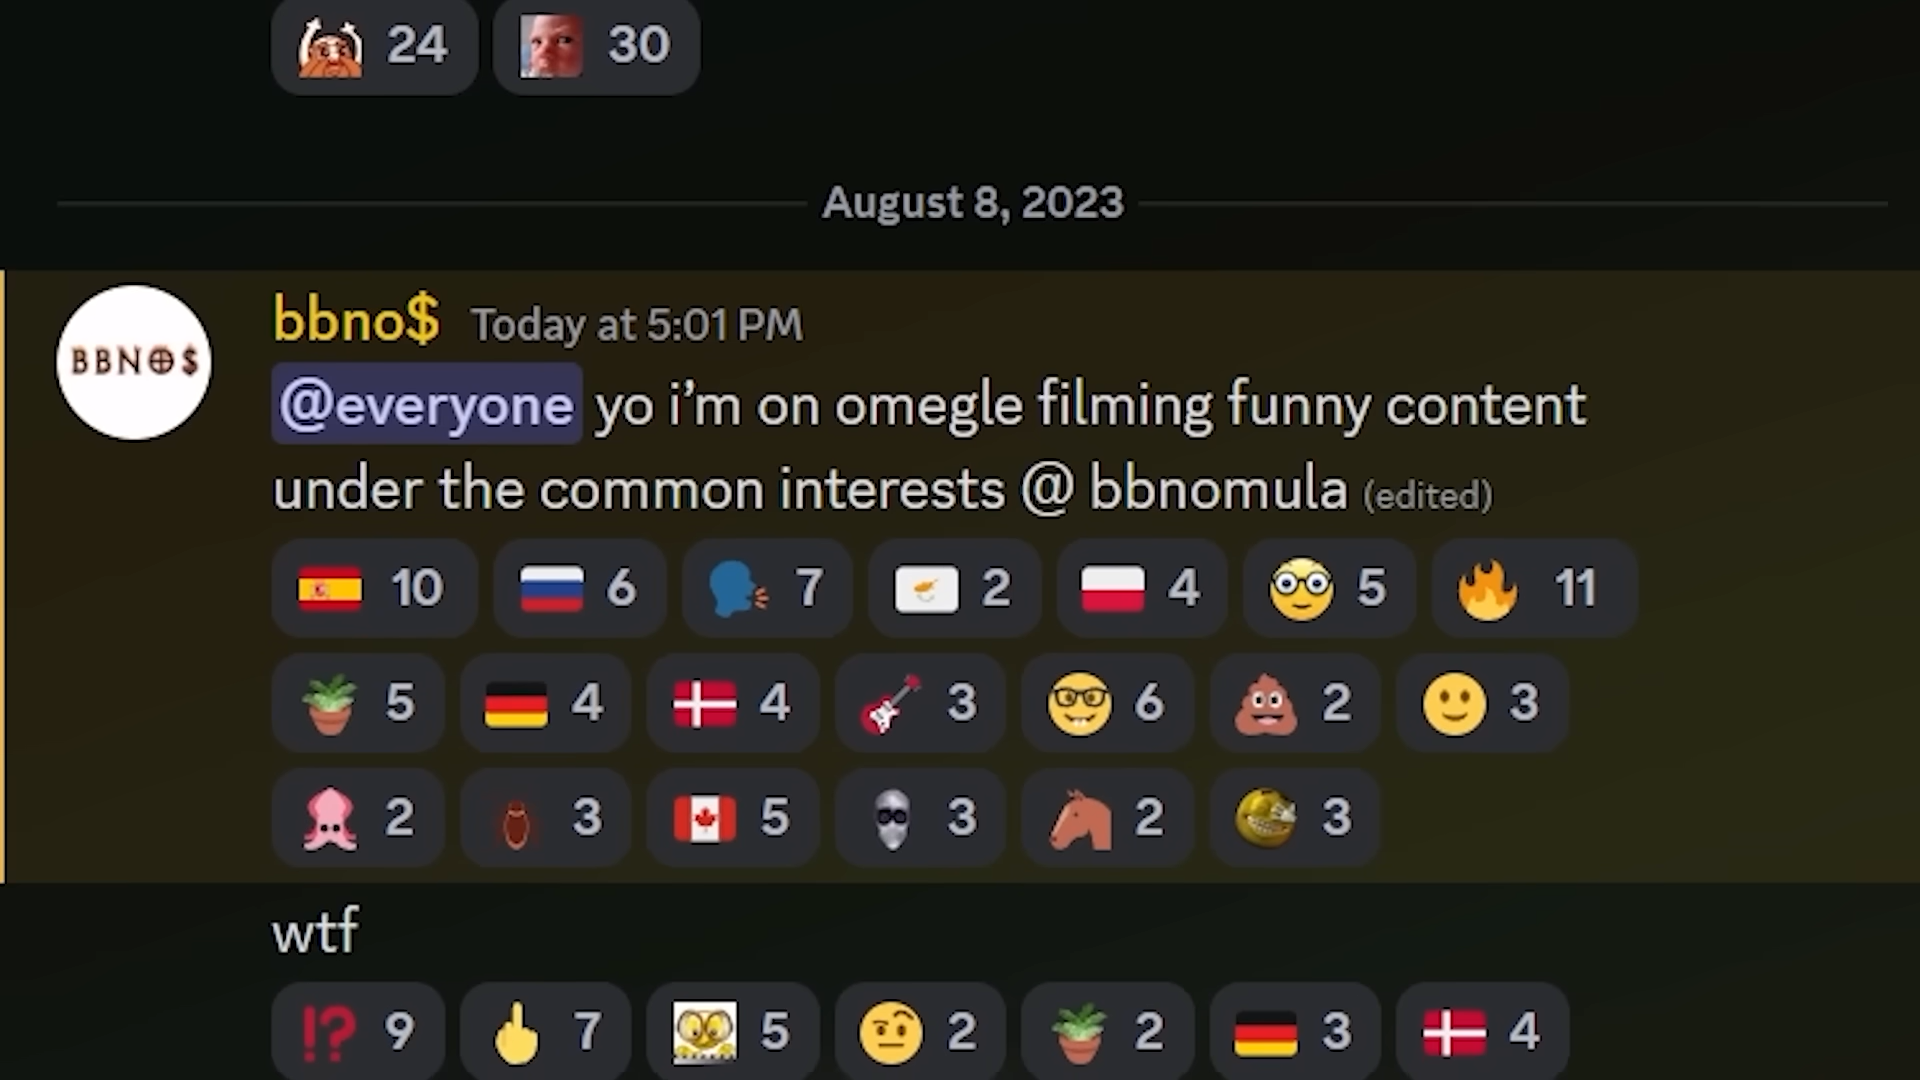 24 30
August 8, 2023
BBNO$
bbno$ Today at 5:01 PM
@everyone yo i’m on omegle filming funny content
under the common interests @ bbnomula (edited)
10 6 7 2 4 5 11
5 4 4 3 6 2 3
2 3 5 3 2 3
wtf
⁉ 9 7 5 2 2 3 4